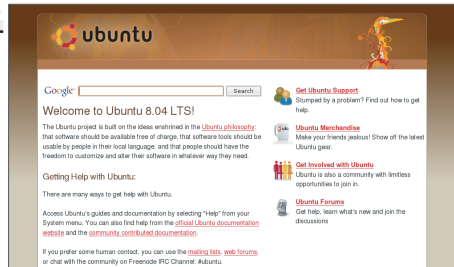 ubuntu
Google
Search
Welcome to Ubuntu 8.04 LTS!
The Ubuntu project is built on the ideas enshrined in the Ubuntu philosophy:
that software should be available free of charge, that software tools should be
usable by people in their local language, and that people should have the
freedom to customize and alter their software in whatever way they need.
Getting Help with Ubuntu:
There are many ways to get help with Ubuntu.
Access Ubuntu's guides and documentation by selecting "Help" from your
System menu. You can also find help from the official Ubuntu documentation
website and the community contributed documentation.
If you prefer some human contact, you can use the mailing lists, web forums,
or chat with the community on Freenode IRC Channel: #ubuntu.
Get Ubuntu Support
Stumped by a problem? Find out how to get
help.
Ubuntu Merchandise
Make your friends jealous! Show off the latest
Ubuntu gear.
Get Involved with Ubuntu
Ubuntu is also a community with limitless
opportunities to join in.
Ubuntu Forums
Get help, learn what's new and join the
discussions